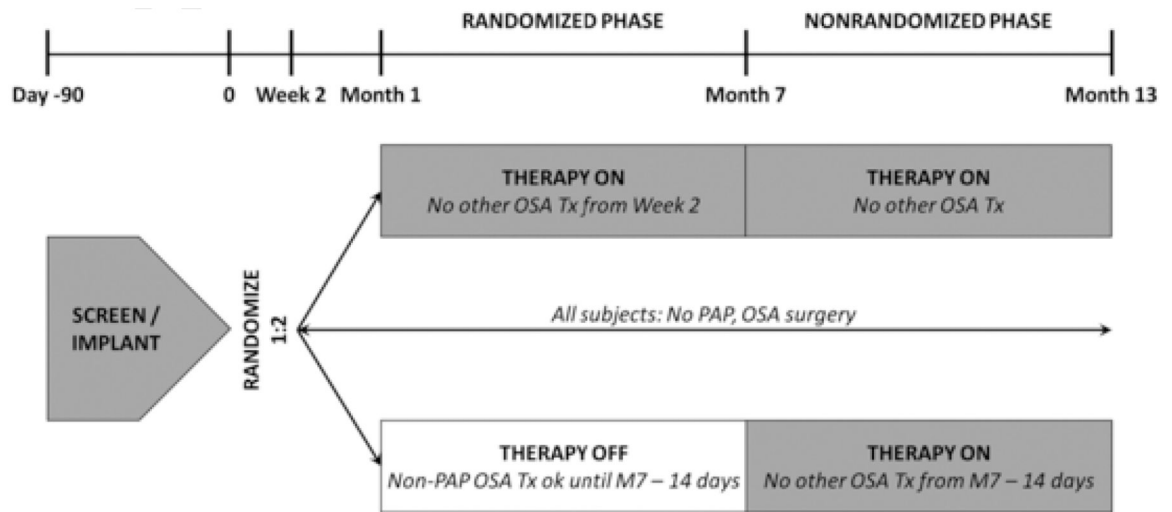 RANDOMIZED PHASE
NONRANDOMIZED PHASE
Day -90
0
Week 2
Month 1
Month 7
Month 13
THERAPY ON
No other OSA Tx from Week 2
THERAPY ON
No other OSA Tx
SCREEN /
IMPLANT
RANDOMIZE
1:2
All subjects: No PAP, OSA surgery
THERAPY OFF
Non-PAP OSA Tx ok until M7 – 14 days
THERAPY ON
No other OSA Tx from M7 – 14 days